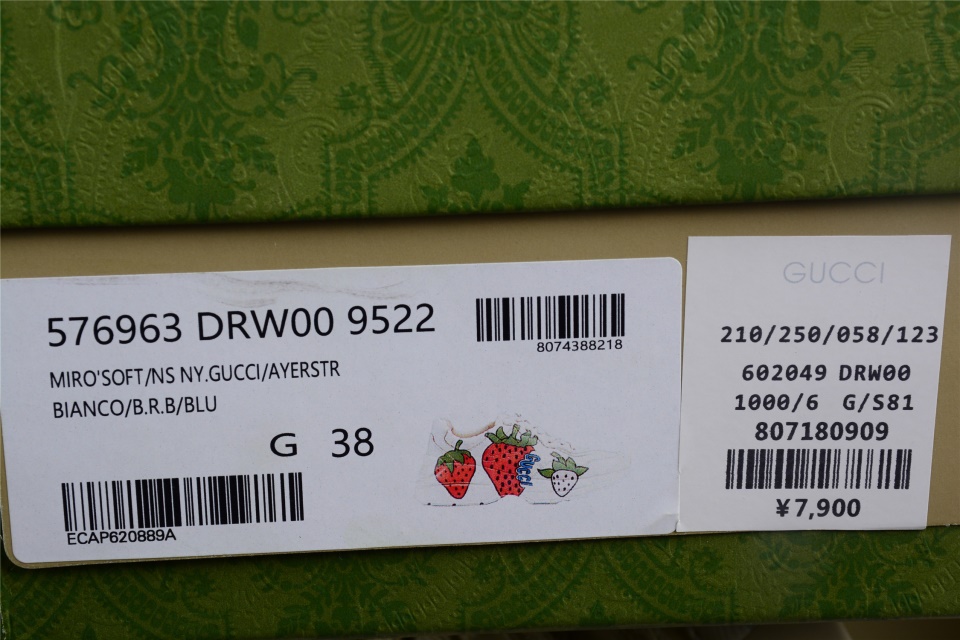 576963 DRW00 9522
8074388218
MIRO'SOFT/NS NY.GUCCI/AYERSTR
BIANCO/B.R.B/BLU
G 38
GUCCI
ECAP620889A
GUCCI
210/250/058/123
602049 DRW00
1000/6 G/S81
807180909
¥7,900